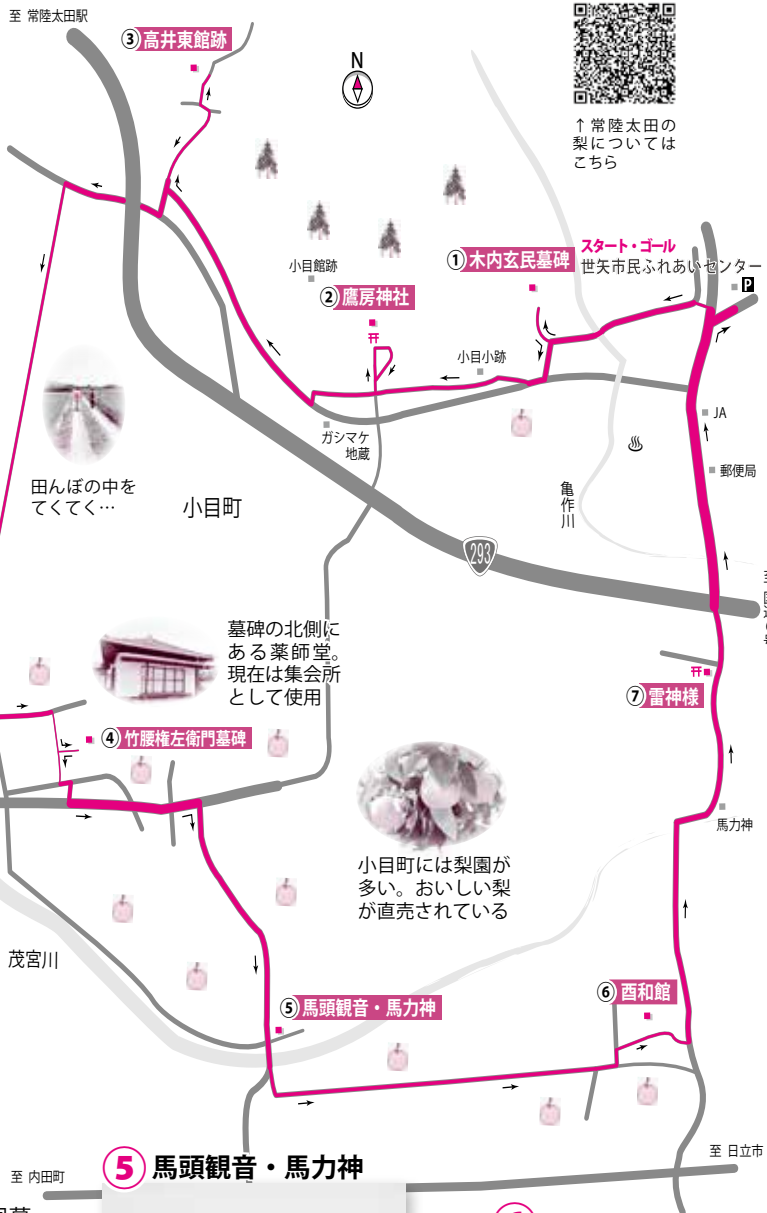 至 常陸太田駅
③高井東館跡
N
↑常陸太田の
梨については
こちら
①木内玄民墓碑
スタート・ゴール
世矢市民ふれあいセンター
P
小目館跡
②鷹房神社
小目小跡
JA
ガシマケ
地蔵
郵便局
田んぼの中を
てくてく…
小目町
亀作川
293
至
墓碑の北側に
ある薬師堂。
現在は集会所
として使用
⑦雷神様
④竹腰権左衛門墓碑
馬力神
小目町には梨園が
多い。おいしい梨
が直売されている
茂宮川
⑥酉和館
⑤馬頭観音・馬力神
至 日立市
至 内田町
⑤ 馬頭観音・馬力神